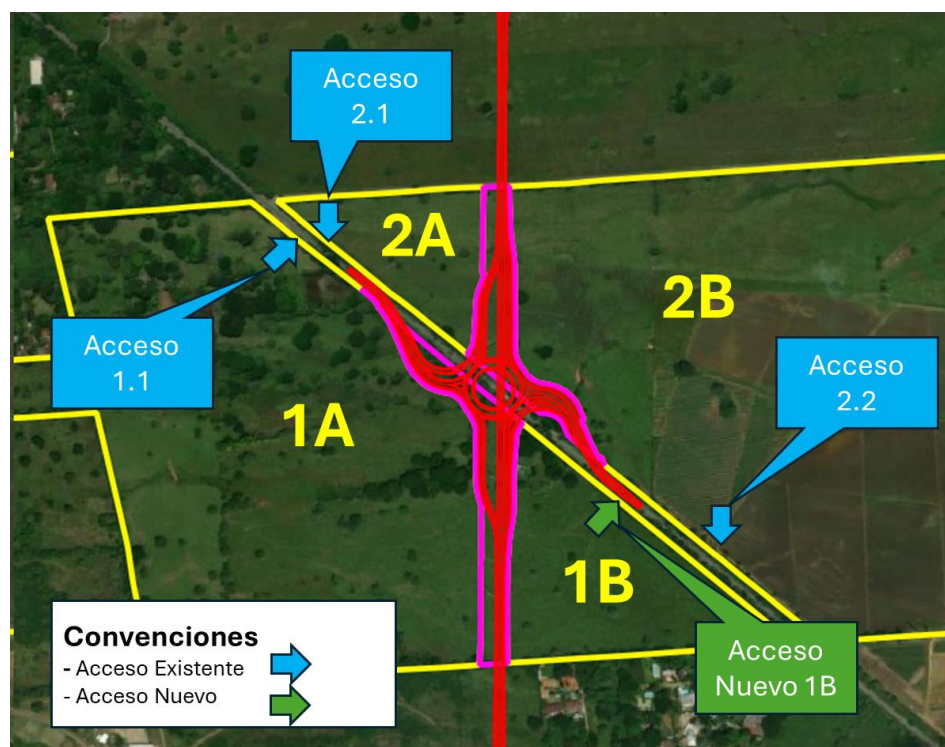 Acceso
2.1
2A
2B
Acceso
1.1
Acceso
2.2
1A
1B
Convenciones
- Acceso Existente
- Acceso Nuevo
Acceso
Nuevo 1B